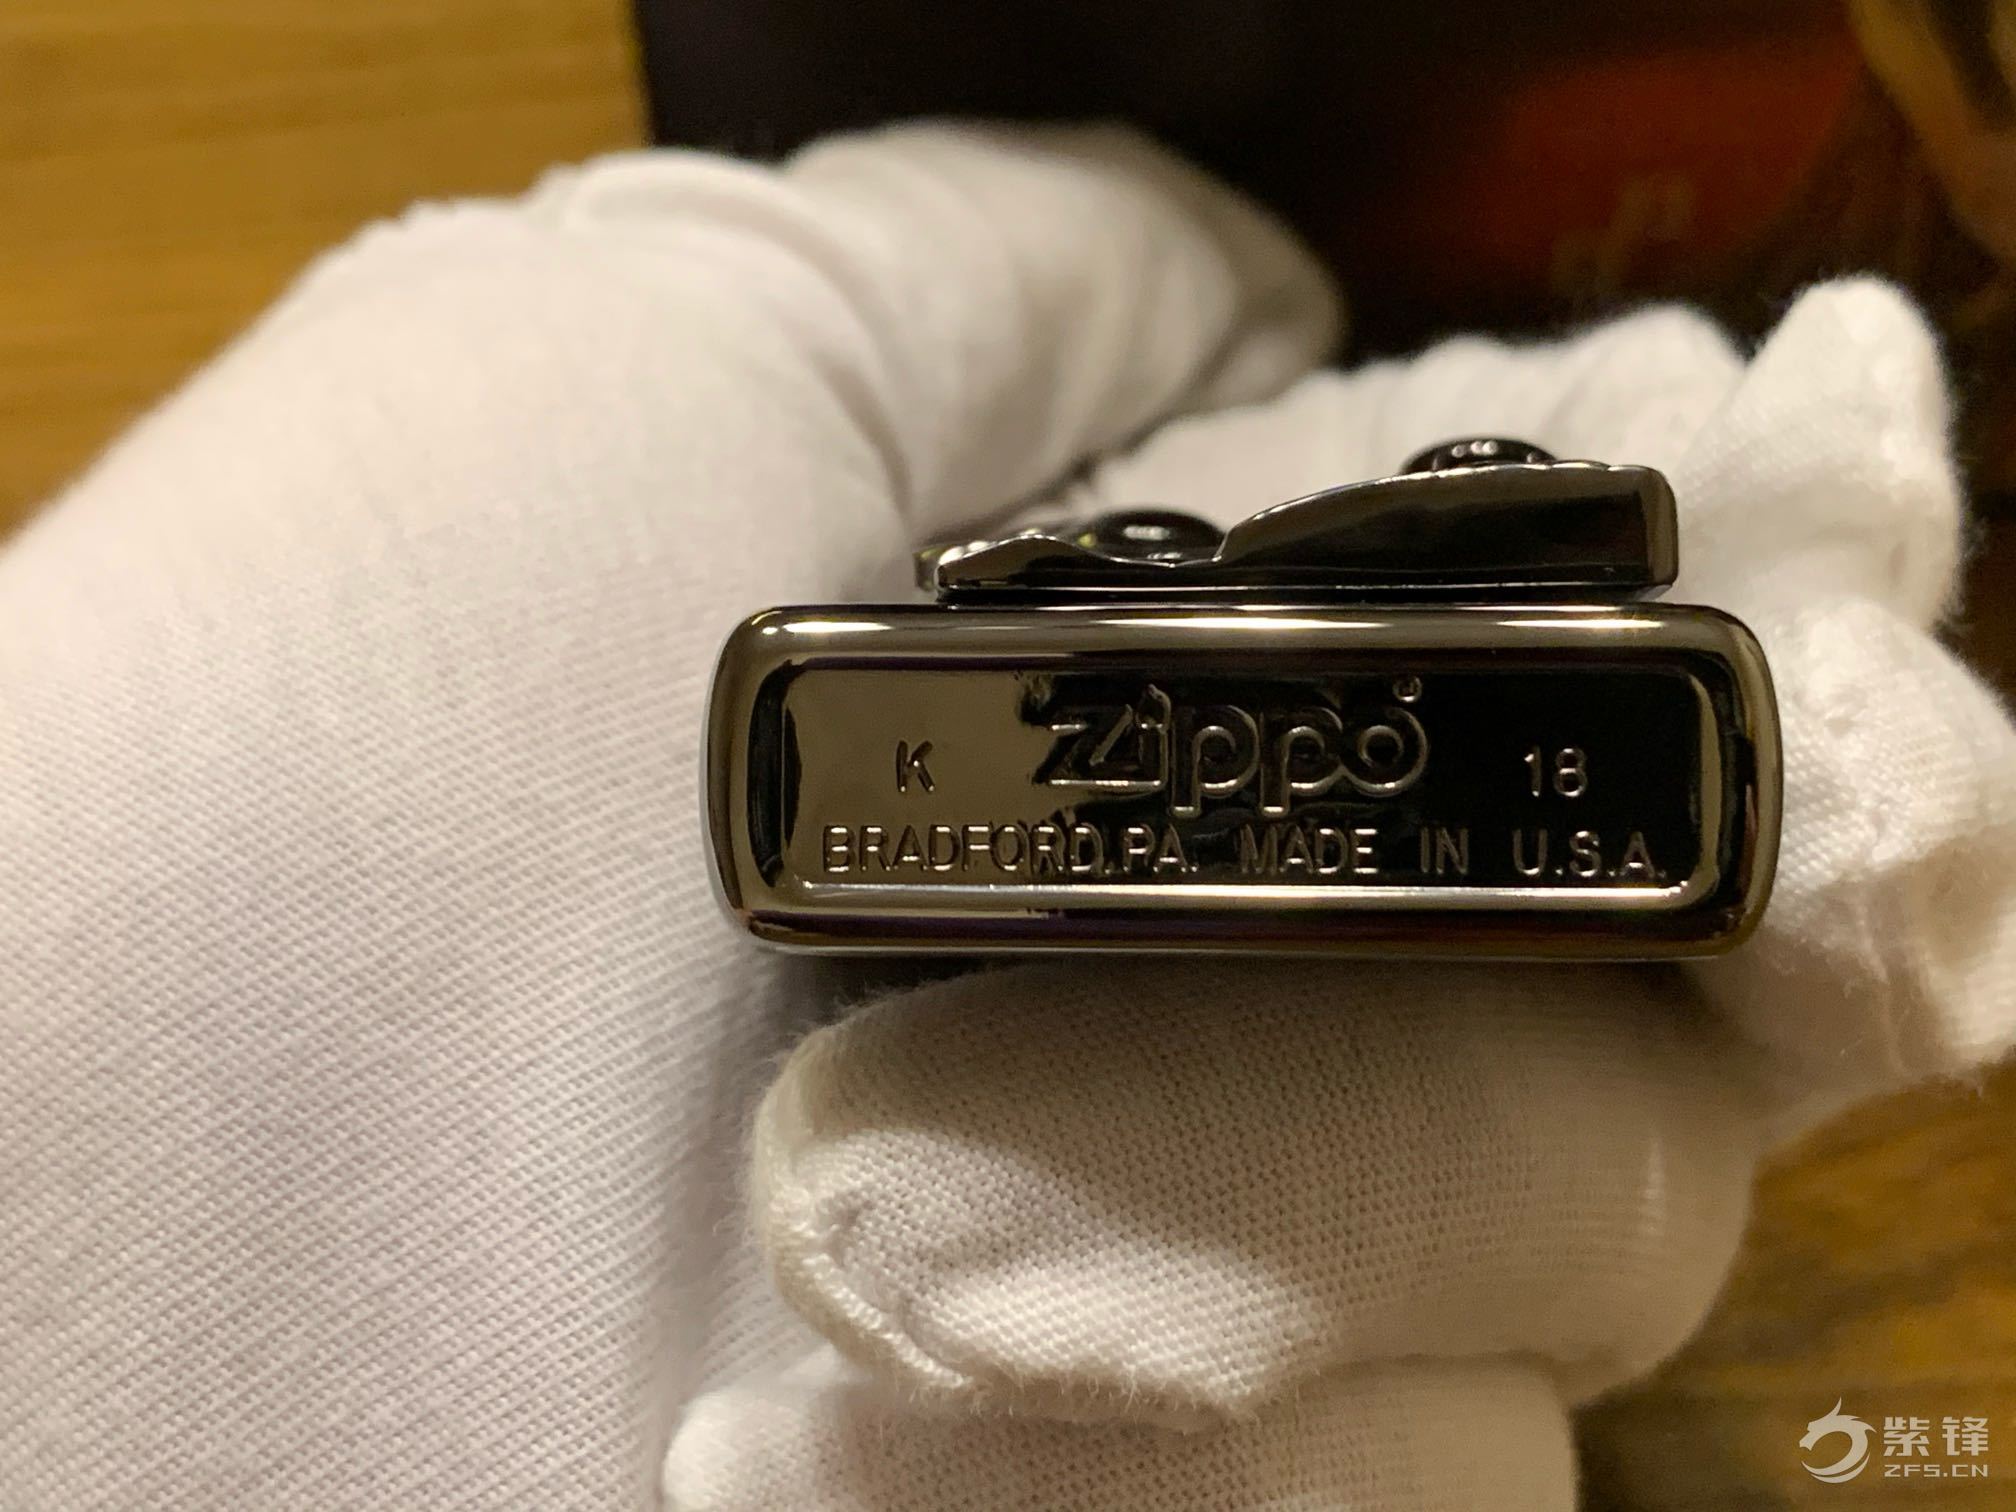 K zippo® 18
BRADFORD,PA. MADE IN U.S.A.
紫锋
ZFS.CN